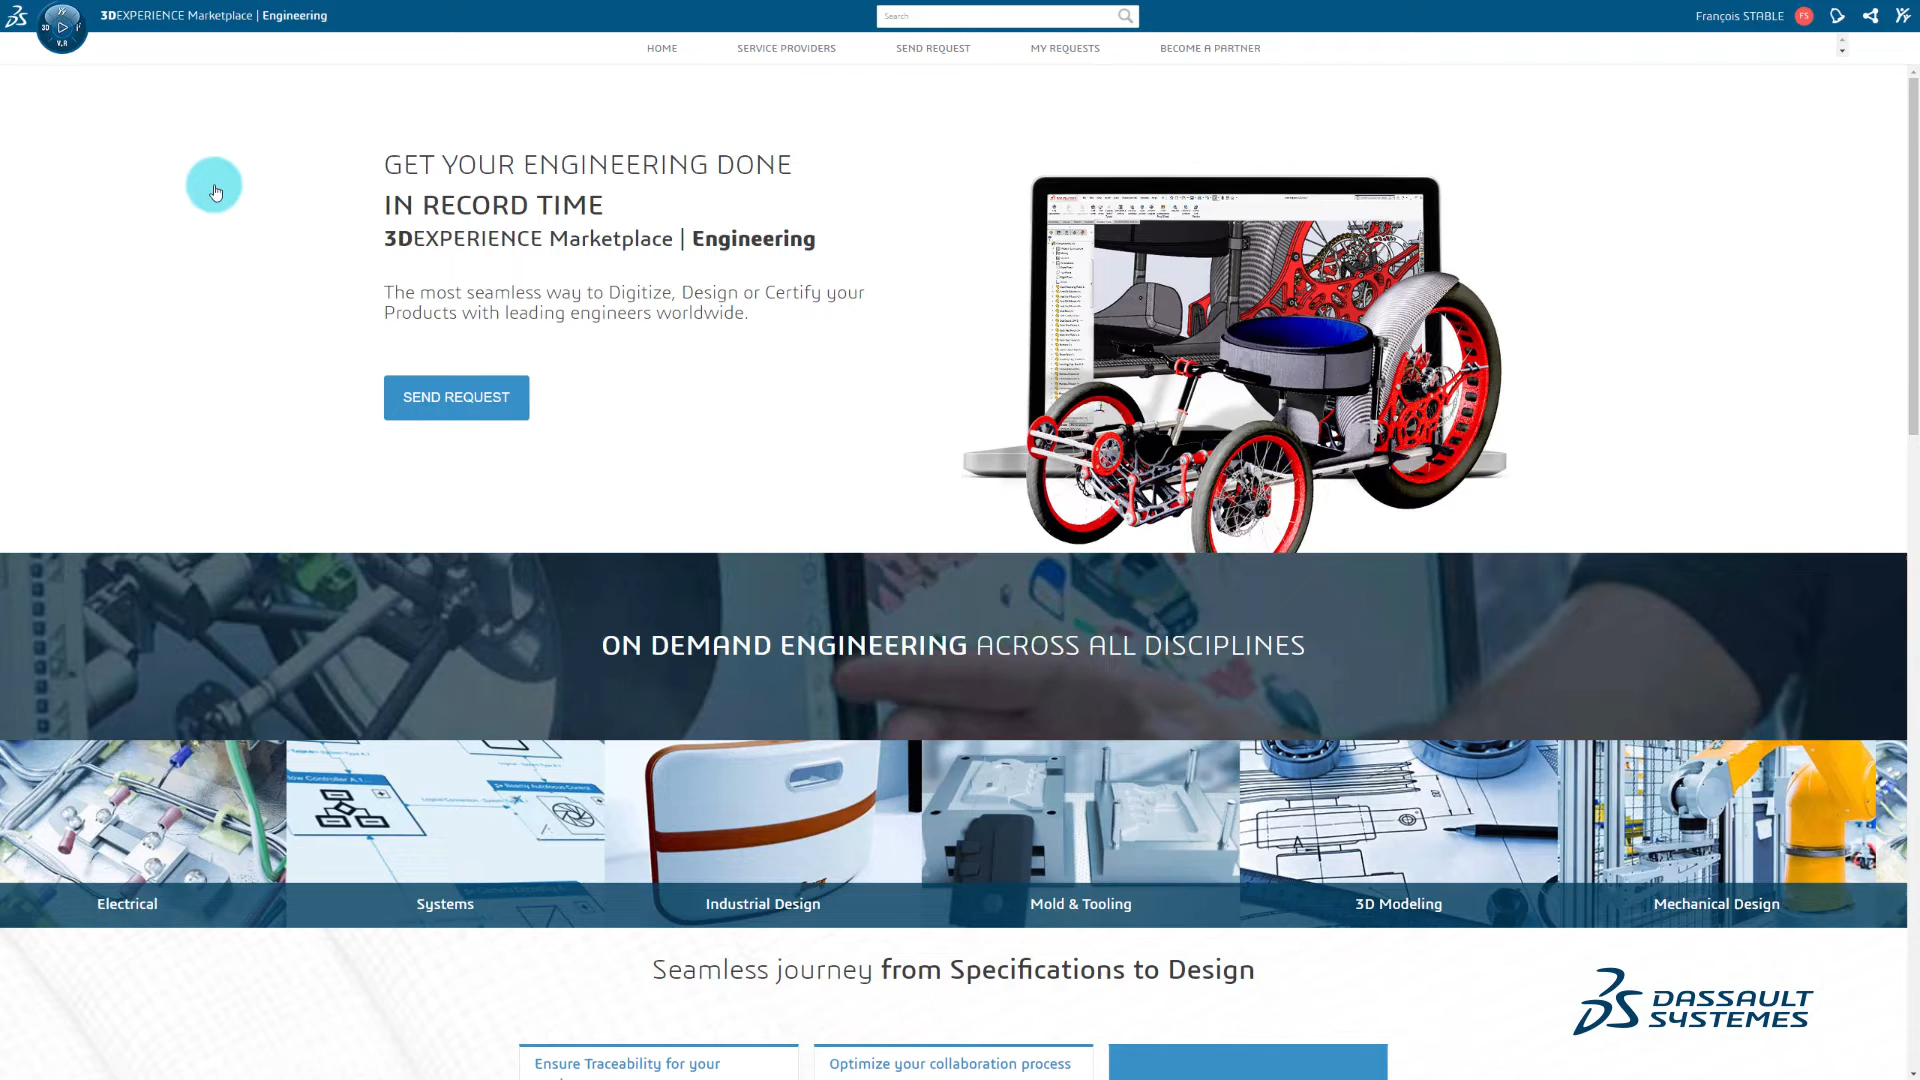 3DEXPERIENCE Marketplace | Engineering
Search
François STABLE
FS
3D
V.R
HOME
SERVICE PROVIDERS
SEND REQUEST
MY REQUESTS
BECOME A PARTNER
GET YOUR ENGINEERING DONE
IN RECORD TIME
3DEXPERIENCE Marketplace | Engineering
The most seamless way to Digitize, Design or Certify your
Products with leading engineers worldwide.
SEND REQUEST
ON DEMAND ENGINEERING ACROSS ALL DISCIPLINES
Electrical
Systems
Industrial Design
Mold & Tooling
3D Modeling
Mechanical Design
Seamless journey from Specifications to Design
DASSAULT
SYSTEMES
Ensure Traceability for your
Optimize your collaboration process